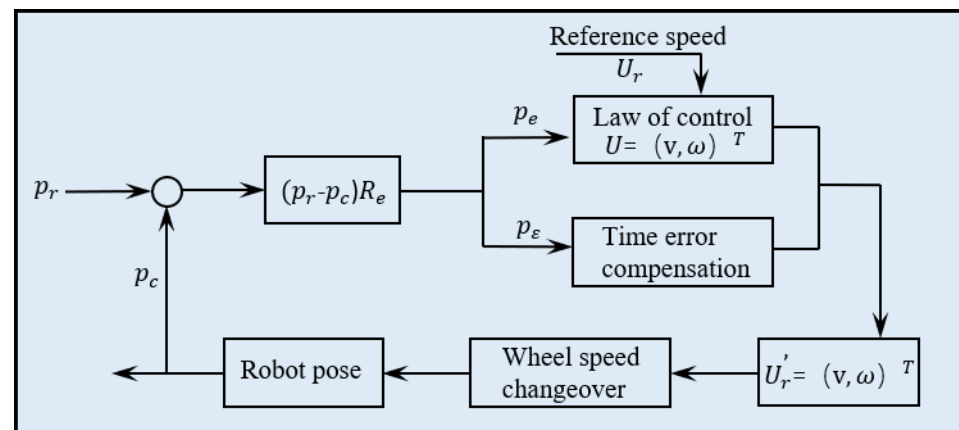 Reference speed
U_r
p_e
Law of control
U= (v, ω) ^T
p_r
(p_r-p_c)R_e
p_ε
Time error
compensation
p_c
Robot pose
Wheel speed
changeover
U_r^'= (v, ω) ^T